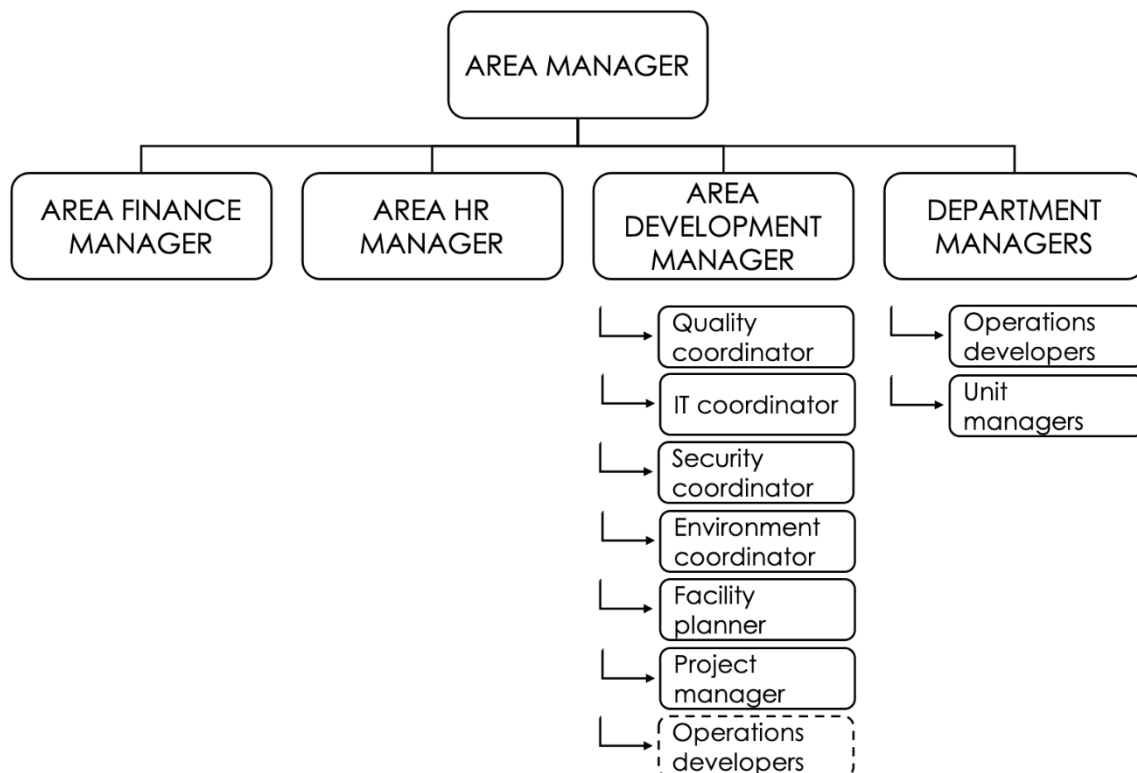 AREA MANAGER
AREA FINANCE
MANAGER
AREA HR
MANAGER
AREA
DEVELOPMENT
MANAGER
DEPARTMENT
MANAGERS
Quality
coordinator
IT coordinator
Security
coordinator
Environment
coordinator
Facility
planner
Project
manager
Operations
developers
Operations
developers
Unit
managers